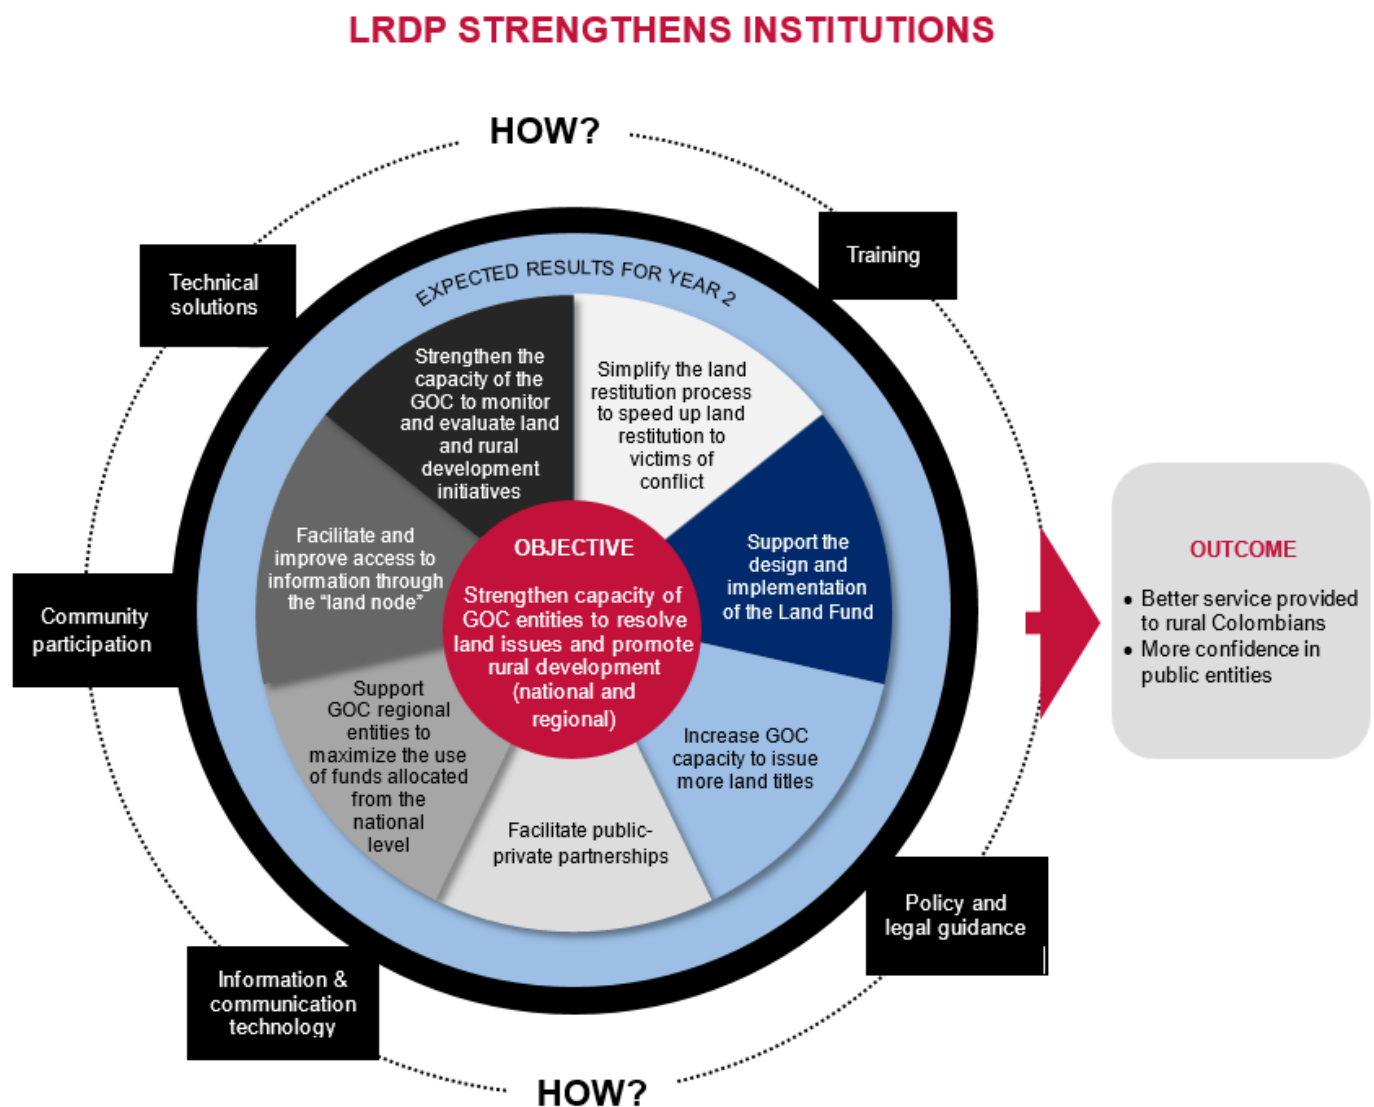 LRDP STRENGTHENS INSTITUTIONS
HOW?
Training
Technical
solutions
EXPECTED RESULTS FOR YEAR 2
Strengthen the
capacity of the
GOC to monitor
and evaluate land
and rural
development
initiatives
Simplify the land
restitution process
to speed up land
restitution to
victims of
conflict
Facilitate and
improve access to
information through
the “land node”
OBJECTIVE
Strengthen capacity of
GOC entities to resolve
land issues and promote
rural development
(national and
regional)
Support the
design and
implementation
of the Land Fund
OUTCOME
• Better service provided
to rural Colombians
• More confidence in
public entities
Community
participation
Support
GOC regional
entities to
maximize the use
of funds allocated
from the
national
level
Increase GOC
capacity to issue
more land titles
Facilitate public-
private partnerships
Policy and
legal guidance
Information &
communication
technology
HOW?